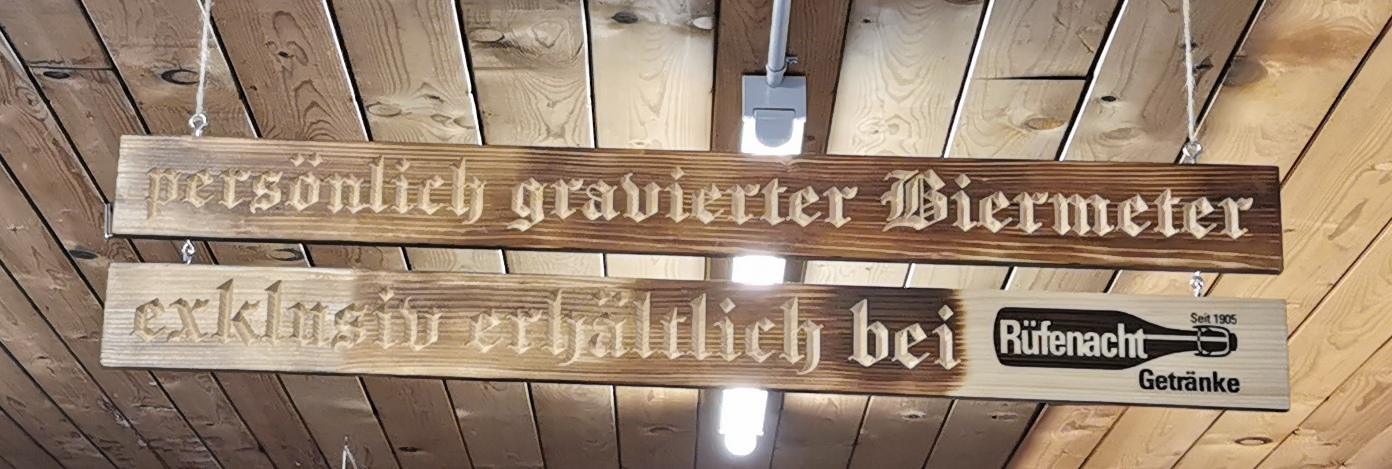 persönlich gravierter Biermeter
exklusiv erhältlich bei
Rüfenacht
Seit 1905
Getränke